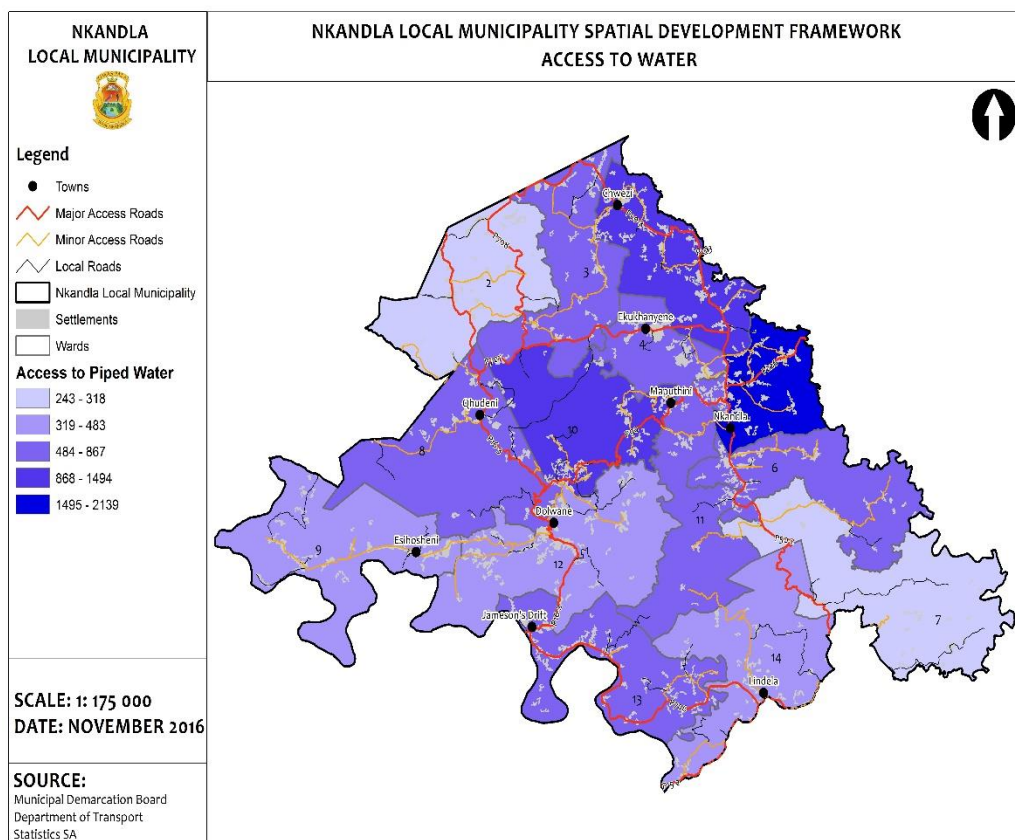 NKANDLA
LOCAL MUNICIPALITY
NKANDLA LOCAL MUNICIPALITY SPATIAL DEVELOPMENT FRAMEWORK
ACCESS TO WATER
Legend
Towns
Major Access Roads
Minor Access Roads
Local Roads
Nkandla Local Municipality
Settlements
Wards
Access to Piped Water
243 - 318
319 - 483
484 - 867
868 - 1494
1495 - 2139
SCALE: 1: 175 000
DATE: NOVEMBER 2016
SOURCE:
Municipal Demarcation Board
Department of Transport
Statistics SA
Chwezi
2
3
Ekukhanyeni
4
Qhudeni
Maputhini
Nkandla
10
8
6
11
Dolwane
Esihosheni
9
12
Jameson's Drift
7
14
Lindela
13